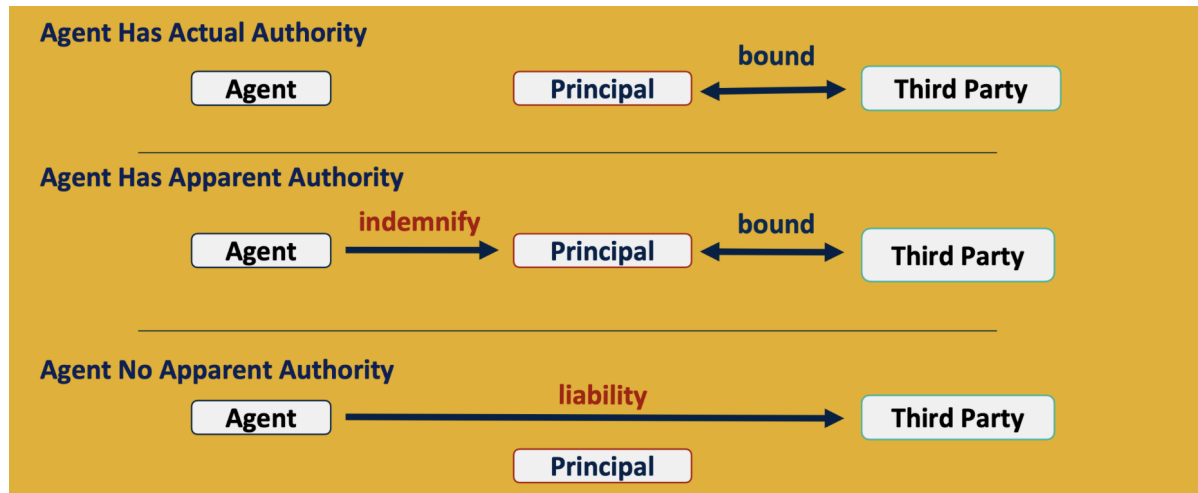 Agent Has Actual Authority
bound
Agent
Principal
Third Party
Agent Has Apparent Authority
indemnify
bound
Agent
Principal
Third Party
Agent No Apparent Authority
liability
Agent
Third Party
Principal